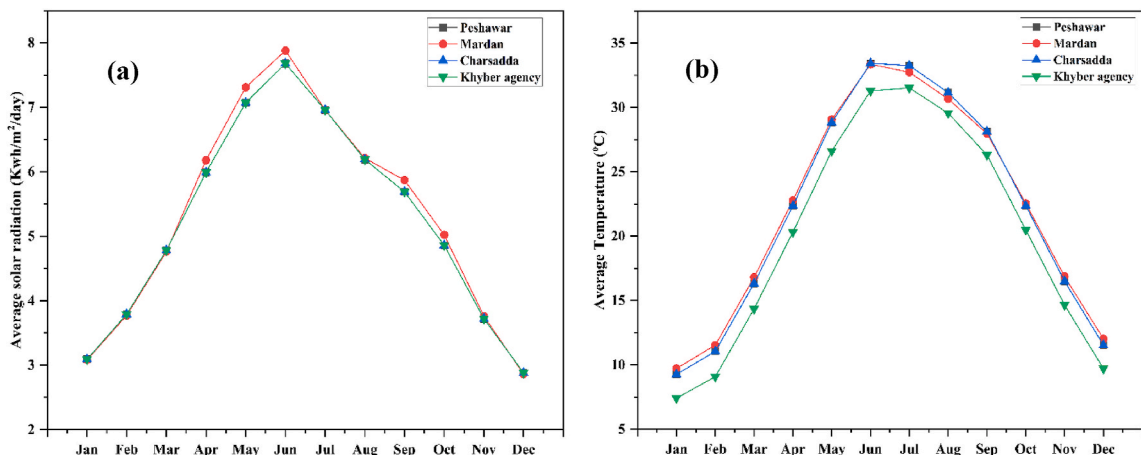 (a)
Peshawar
Mardan
Charsadda
Khyber agency
Average solar radiation (Kwh/m²/day)
8
7
6
5
4
3
2
Jan Feb Mar Apr May Jun Jul Aug Sep Oct Nov Dec
(b)
Peshawar
Mardan
Charsadda
Khyber agency
Average Temperature (°C)
35
30
25
20
15
10
5
Jan Feb Mar Apr May Jun Jul Aug Sep Oct Nov Dec